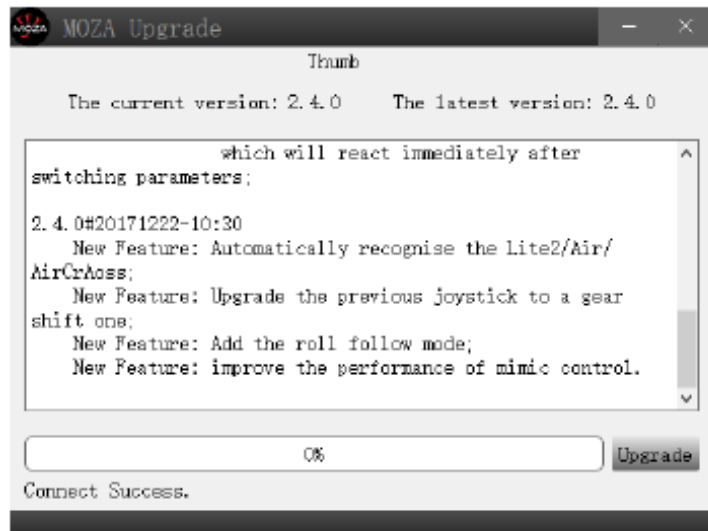 MOZA MOZA Upgrade
Thumb
The current version: 2.4.0 The latest version: 2.4.0
which will react immediately after
switching parameters;
2.4.0#20171222-10:30
New Feature: Automatically recognise the Lite2/Air/
AirCrAoss;
New Feature: Upgrade the previous joystick to a gear
shift one;
New Feature: Add the roll follow mode;
New Feature: improve the performance of mimic control.
0% Upgrade
Connect Success.